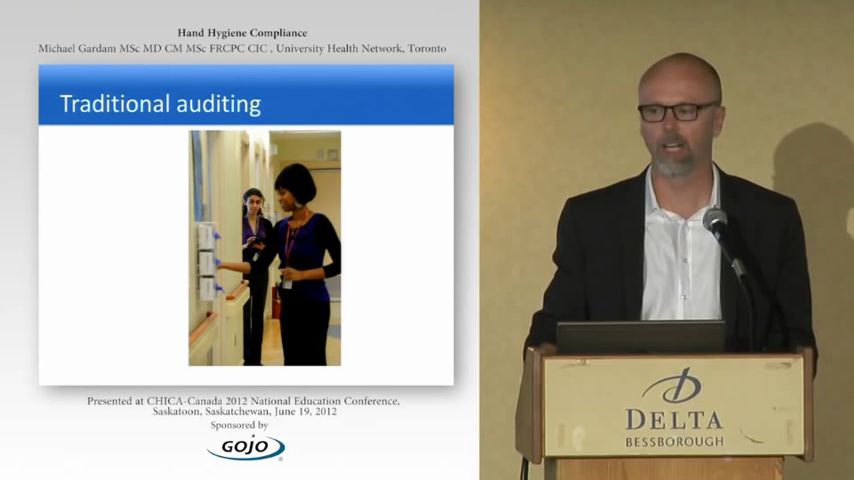 Hand Hygiene Compliance
Michael Gardam MSc MD CM MSc FRCPC CIC , University Health Network, Toronto
Traditional auditing
Presented at CHICA-Canada 2012 National Education Conference,
Saskatoon, Saskatchewan, June 19, 2012
Sponsored by
GOJO
DELTA
BESSBOROUGH